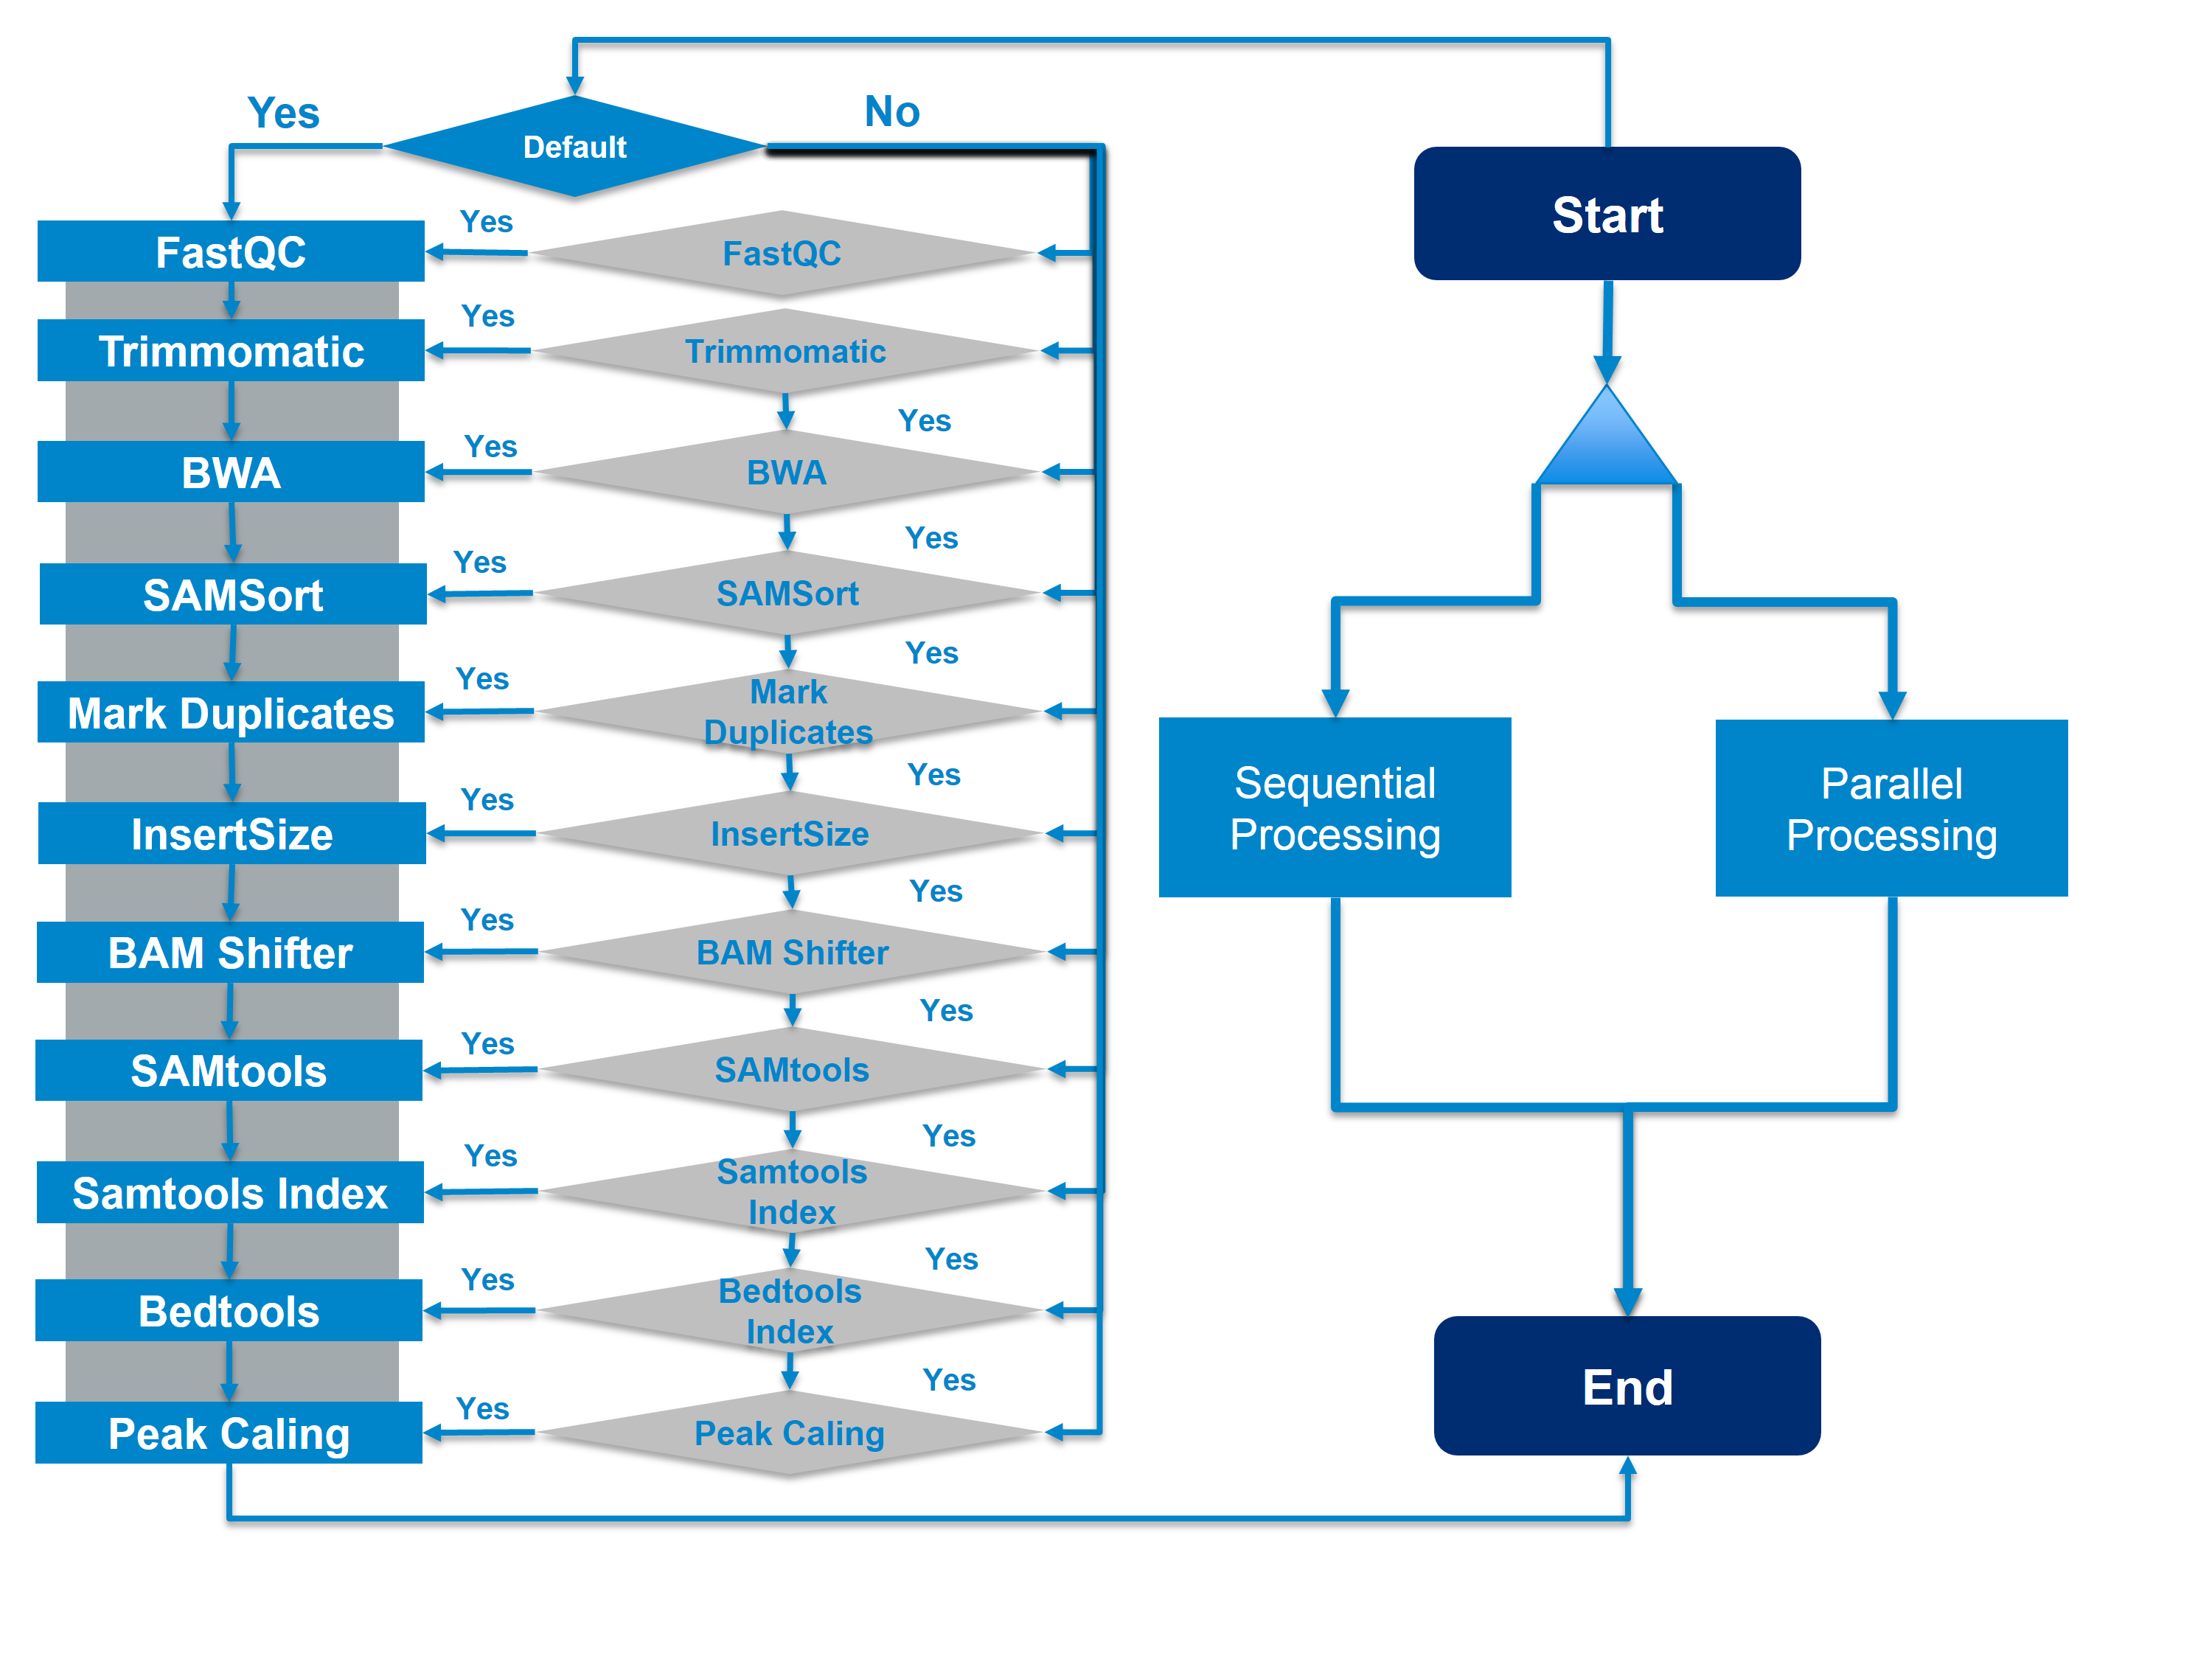 Yes
No
Default
Start
FastQC
Yes
FastQC
Trimmomatic
Yes
Trimmomatic
Yes
BWA
Yes
BWA
Yes
SAMSort
Yes
SAMSort
Yes
Mark Duplicates
Yes
Mark
Duplicates
Yes
InsertSize
Yes
InsertSize
Yes
BAM Shifter
Yes
BAM Shifter
Yes
SAMtools
Yes
SAMtools
Yes
Samtools Index
Yes
Samtools
Index
Yes
Bedtools
Yes
Bedtools
Index
Yes
Peak Caling
Yes
Peak Caling
Sequential
Processing
Parallel
Processing
End